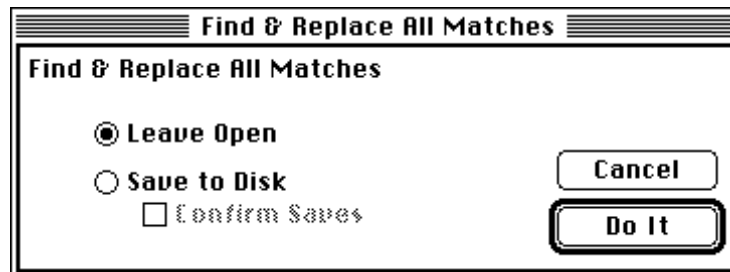 Find & Replace All Matches
Find & Replace All Matches
Leave Open
Save to Disk
Confirm Saves
Cancel
Do It